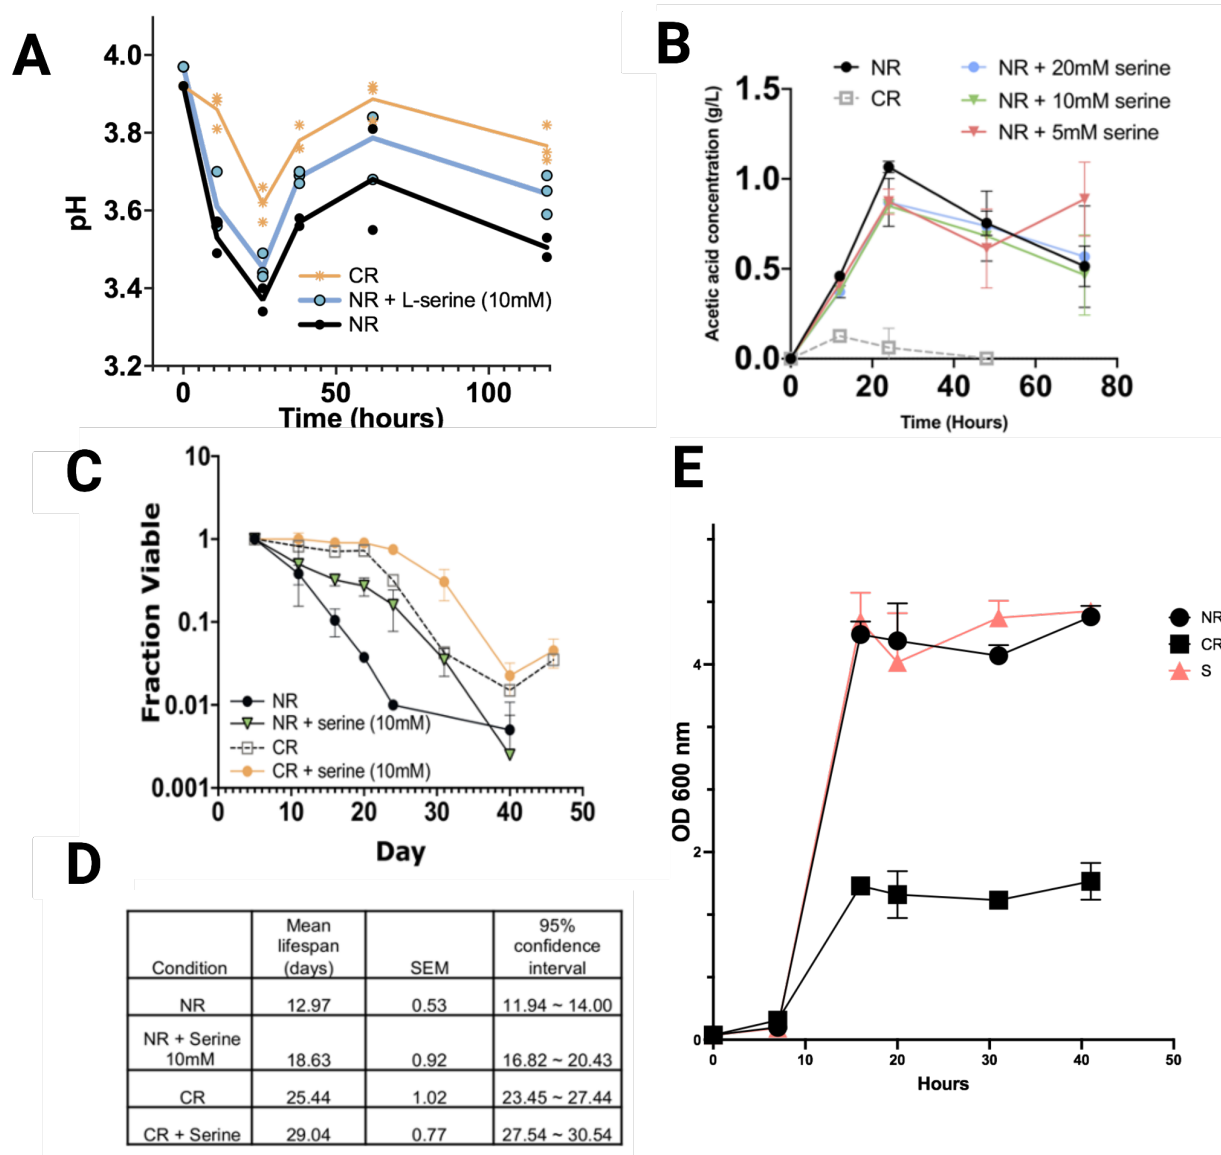 A
4.0
3.8
3.6
3.4
3.2
pH
CR
NR + L-serine (10mM)
NR
0
50
100
Time (hours)
B
NR
CR
NR + 20mM serine
NR + 10mM serine
NR + 5mM serine
1.5
1.0
0.5
0.0
Acetic acid concentration (g/L)
0
20
40
60
80
Time (Hours)
C
10
1
0.1
0.01
0.001
Fraction Viable
NR
NR + serine (10mM)
CR
CR + serine (10mM)
0
10
20
30
40
50
Day
D
Condition
Mean
lifespan
(days)
SEM
95%
confidence
interval
NR
12.97
0.53
11.94 ~ 14.00
NR + Serine
10mM
18.63
0.92
16.82 ~ 20.43
CR
25.44
1.02
23.45 ~ 27.44
CR + Serine
29.04
0.77
27.54 ~ 30.54
E
4
2
0
OD 600 nm
NR
CR
S
0
10
20
30
40
50
Hours